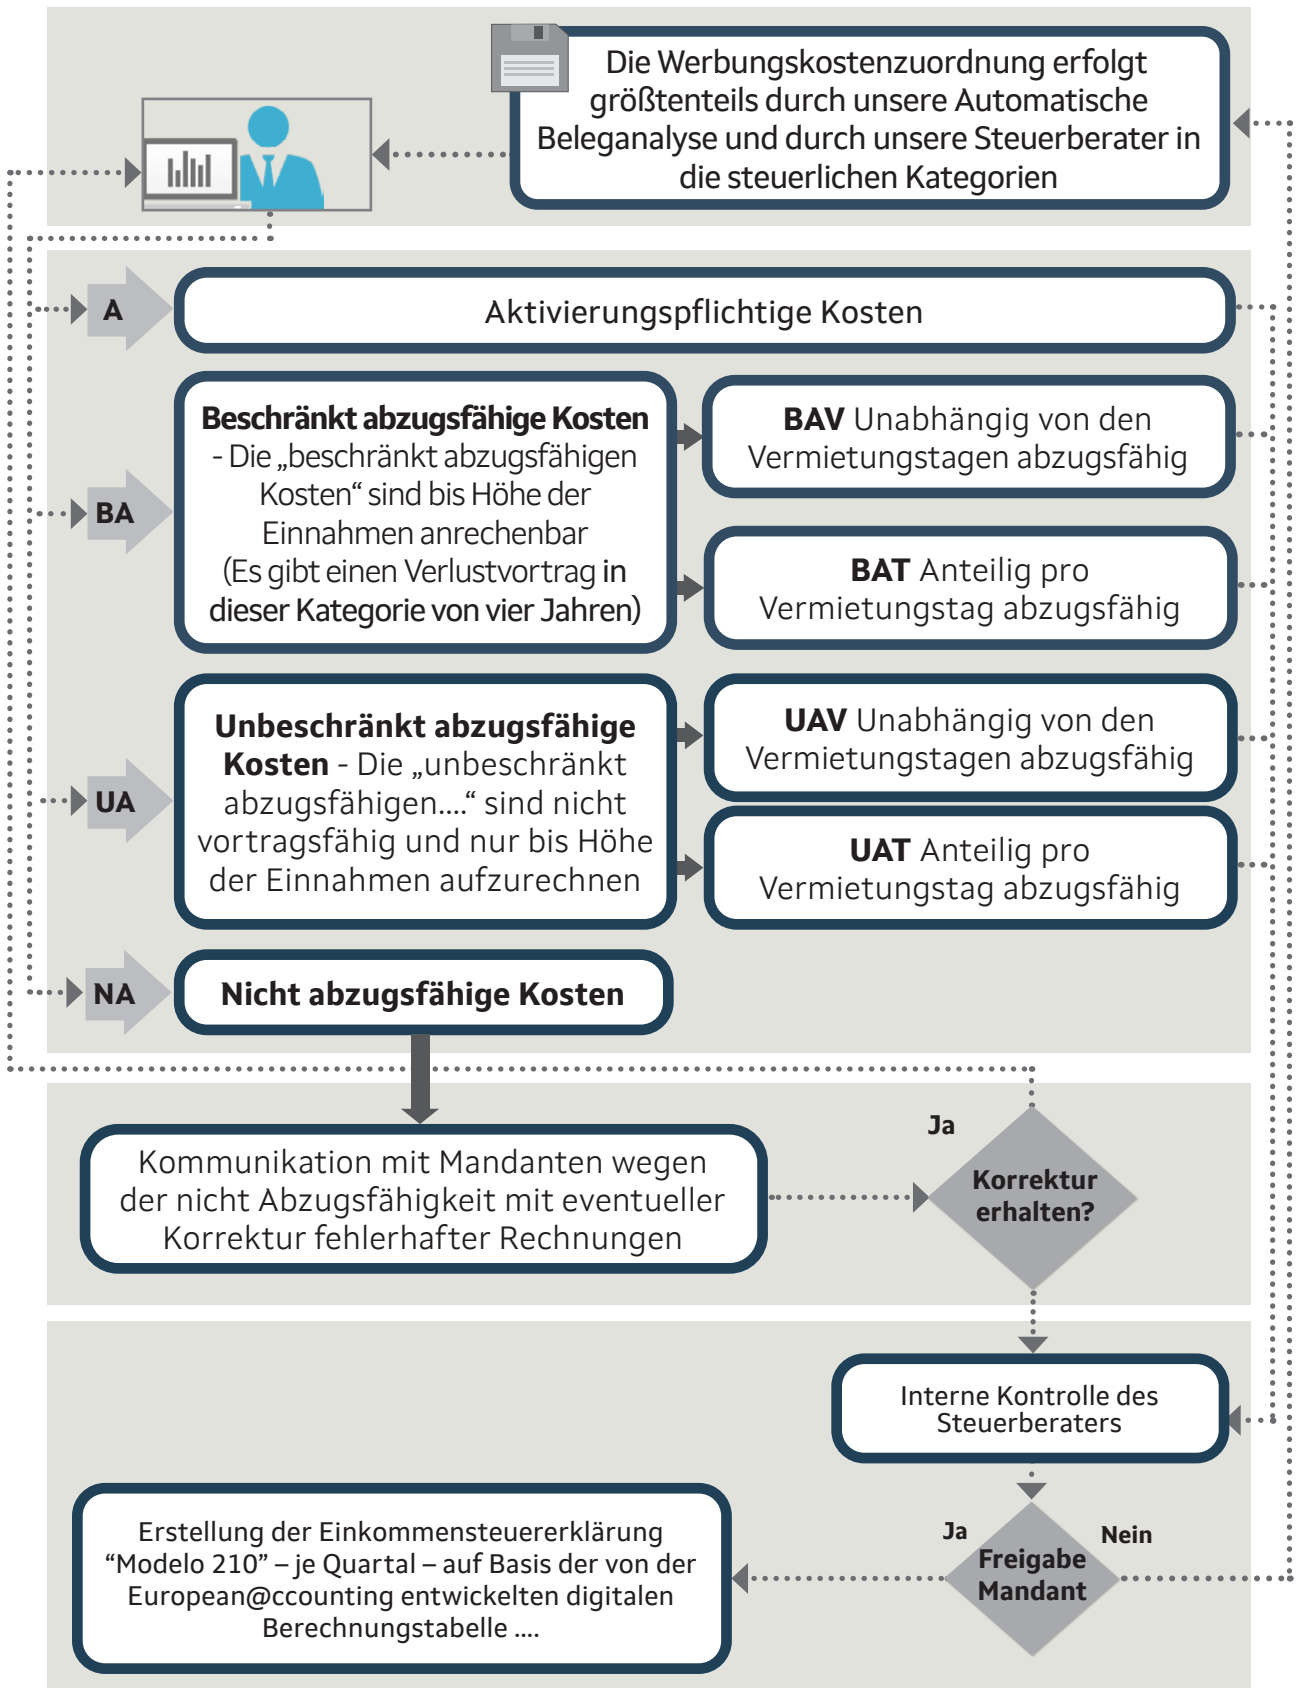 Die Werbungskostenzuordnung erfolgt
größtenteils durch unsere Automatische
Beleganalyse und durch unsere Steuerberater in
die steuerlichen Kategorien
A
Aktivierungspflichtige Kosten
BA
Beschränkt abzugsfähige Kosten
- Die „beschränkt abzugsfähigen
Kosten“ sind bis Höhe der
Einnahmen anrechenbar
(Es gibt einen Verlustvortrag in
dieser Kategorie von vier Jahren)
BAV Unabhängig von den
Vermietungstagen abzugsfähig
BAT Anteilig pro
Vermietungstag abzugsfähig
UA
Unbeschränkt abzugsfähige
Kosten - Die „unbeschränkt
abzugsfähigen....“ sind nicht
vortragsfähig und nur bis Höhe
der Einnahmen aufzurechnen
UAV Unabhängig von den
Vermietungstagen abzugsfähig
UAT Anteilig pro
Vermietungstag abzugsfähig
NA
Nicht abzugsfähige Kosten
Kommunikation mit Mandanten wegen
der nicht Abzugsfähigkeit mit eventueller
Korrektur fehlerhafter Rechnungen
Ja
Korrektur
erhalten?
Interne Kontrolle des
Steuerberaters
Ja
Nein
Freigabe
Mandant
Erstellung der Einkommensteuererklärung
“Modelo 210” – je Quartal – auf Basis der von der
European@ccounting entwickelten digitalen
Berechnungstabelle ....